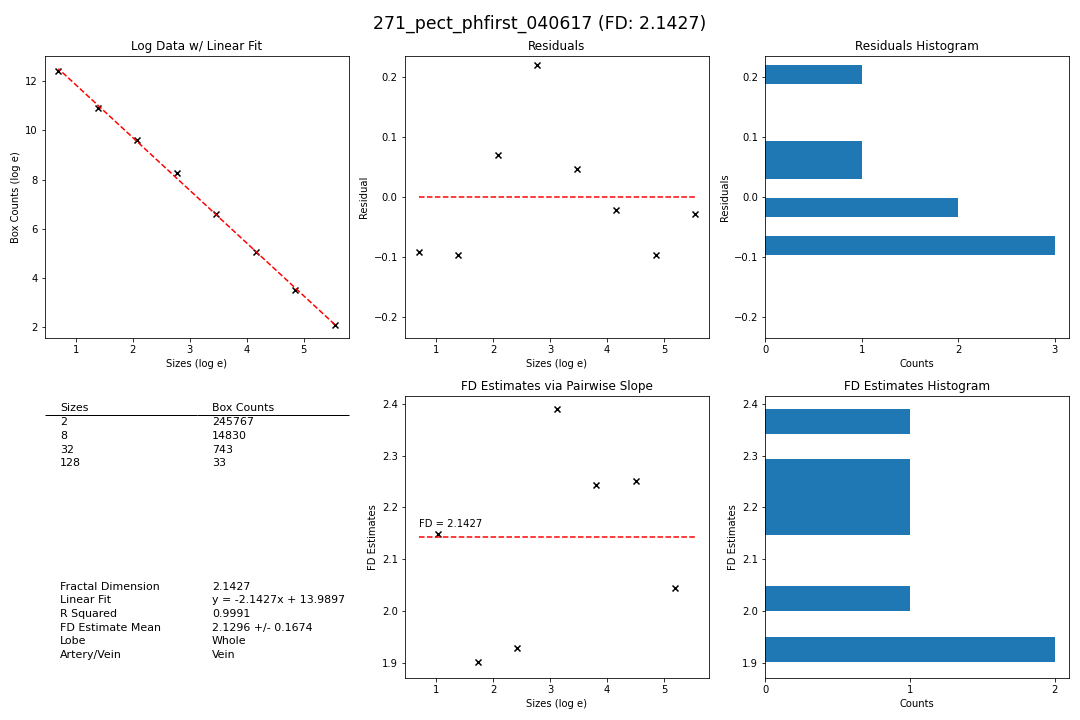 271_pect_phfirst_040617 (FD: 2.1427)
Log Data w/ Linear Fit
Box Counts (log e)
12
10
8
6
4
2
1 2 3 4 5
Sizes (log e)
Residuals
Residual
0.2
0.1
0.0
−0.1
−0.2
1 2 3 4 5
Sizes (log e)
Residuals Histogram
Residuals
0.2
0.1
0.0
−0.1
−0.2
0 1 2 3
Counts
Sizes Box Counts
2 245767
8 14830
32 743
128 33
Fractal Dimension 2.1427
Linear Fit y = -2.1427x + 13.9897
R Squared 0.9991
FD Estimate Mean 2.1296 +/- 0.1674
Lobe Whole
Artery/Vein Vein
FD Estimates via Pairwise Slope
FD Estimates
2.4
2.3
2.2
2.1
2.0
1.9
FD = 2.1427
1 2 3 4 5
Sizes (log e)
FD Estimates Histogram
FD Estimates
2.4
2.3
2.2
2.1
2.0
1.9
0 1 2
Counts